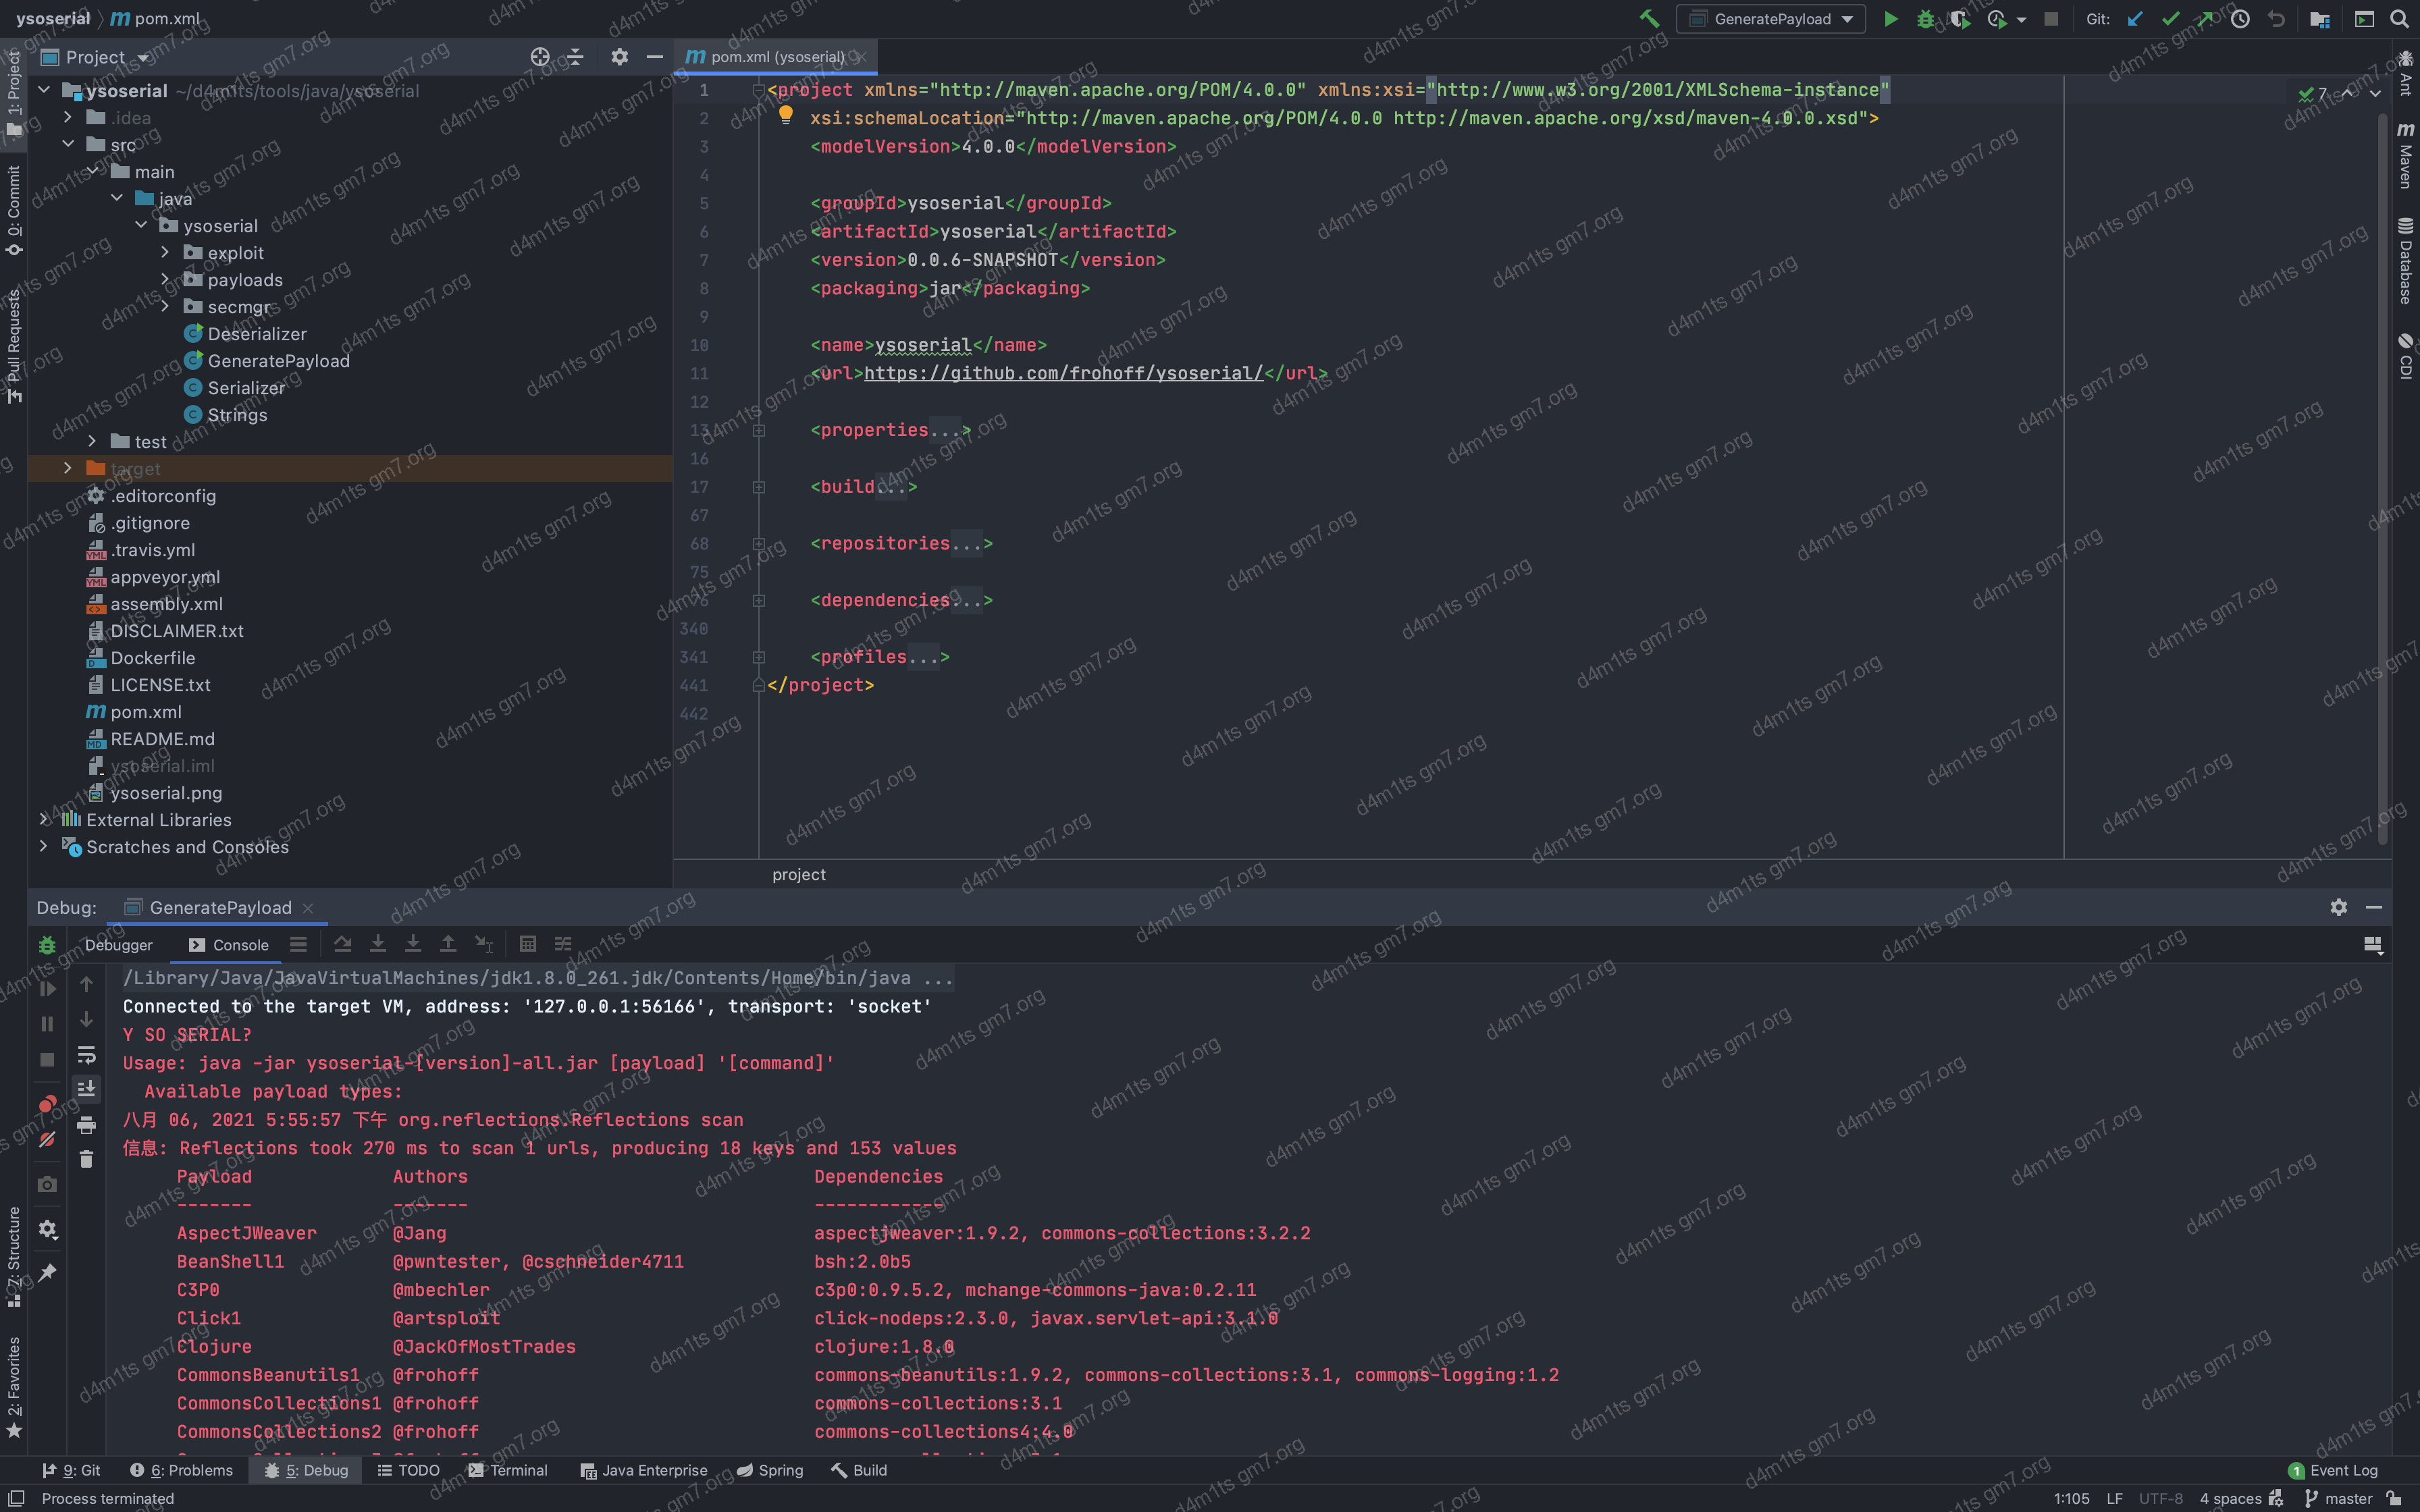 ysoserial
pom.xml
GeneratePayload
Git:
Project
pom.xml (ysoserial)
ysoserial ~/d4m1ts/tools/java/ysoserial
.idea
src
main
java
ysoserial
exploit
payloads
secmgr
Deserializer
GeneratePayload
Serializer
Strings
test
target
.editorconfig
.gitignore
.travis.yml
appveyor.yml
assembly.xml
DISCLAIMER.txt
Dockerfile
LICENSE.txt
pom.xml
README.md
ysoserial.iml
ysoserial.png
External Libraries
Scratches and Consoles
1: Project
0: Commit
Pull Requests
7: Structure
2: Favorites
1 <project xmlns="http://maven.apache.org/POM/4.0.0" xmlns:xsi="http://www.w3.org/2001/XMLSchema-instance"
2 xsi:schemaLocation="http://maven.apache.org/POM/4.0.0 http://maven.apache.org/xsd/maven-4.0.0.xsd">
3 <modelVersion>4.0.0</modelVersion>
4
5 <groupId>ysoserial</groupId>
6 <artifactId>ysoserial</artifactId>
7 <version>0.0.6-SNAPSHOT</version>
8 <packaging>jar</packaging>
9
10 <name>ysoserial</name>
11 <url>https://github.com/frohoff/ysoserial/</url>
12
13 <properties...>
16
17 <build...>
67
68 <repositories...>
75
76 <dependencies...>
340
341 <profiles...>
441 </project>
442
7
project
Ant
Maven
Database
CDI
Debug:
GeneratePayload
Debugger
Console
/Library/Java/JavaVirtualMachines/jdk1.8.0_261.jdk/Contents/Home/bin/java ...
Connected to the target VM, address: '127.0.0.1:56166', transport: 'socket'
Y SO SERIAL?
Usage: java -jar ysoserial-[version]-all.jar [payload] '[command]'
Available payload types:
八月 06, 2021 5:55:57 下午 org.reflections.Reflections scan
信息: Reflections took 270 ms to scan 1 urls, producing 18 keys and 153 values
Payload Authors Dependencies
------- ------- ------------
AspectJWeaver @Jang aspectjweaver:1.9.2, commons-collections:3.2.2
BeanShell1 @pwntester, @cschneider4711 bsh:2.0b5
C3P0 @mbechler c3p0:0.9.5.2, mchange-commons-java:0.2.11
Click1 @artsploit click-nodeps:2.3.0, javax.servlet-api:3.1.0
Clojure @JackOfMostTrades clojure:1.8.0
CommonsBeanutils1 @frohoff commons-beanutils:1.9.2, commons-collections:3.1, commons-logging:1.2
CommonsCollections1 @frohoff commons-collections:3.1
CommonsCollections2 @frohoff commons-collections4:4.0
9: Git
6: Problems
5: Debug
TODO
Terminal
Java Enterprise
Spring
Build
1 Event Log
Process terminated
1:105 LF UTF-8 4 spaces master
d4m1ts gm7.org